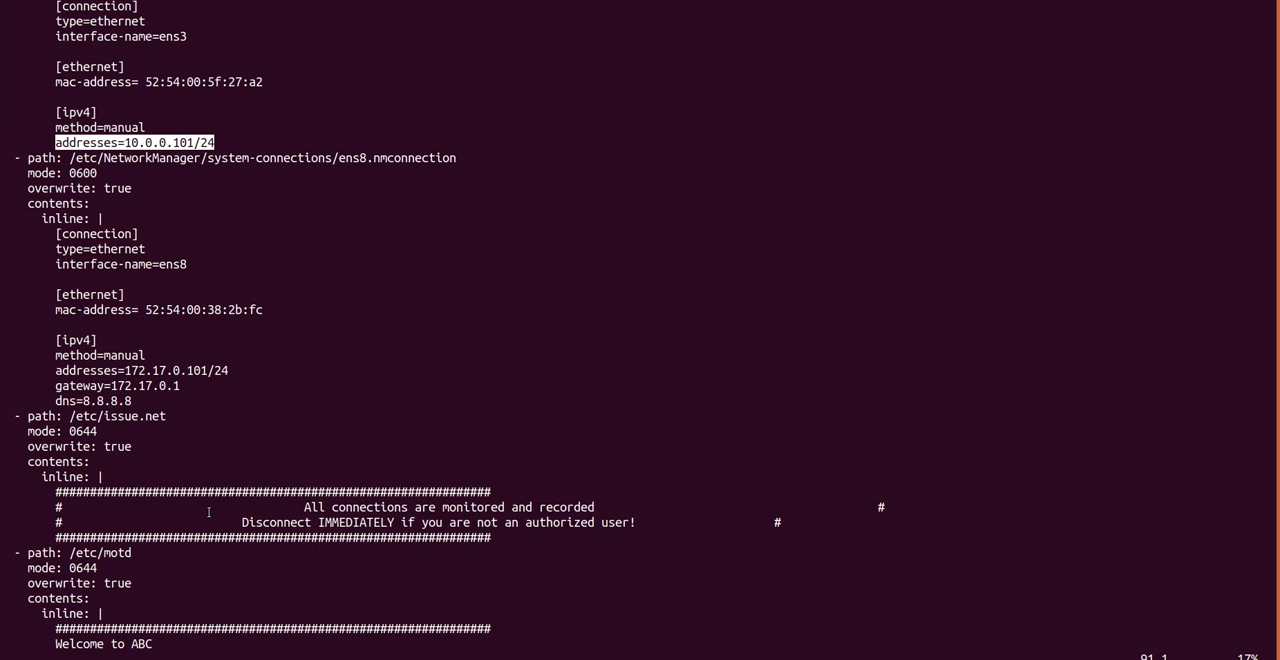 [connection]
type=ethernet
interface-name=ens3
[ethernet]
mac-address= 52:54:00:5f:27:a2
[ipv4]
method=manual
addresses=10.0.0.101/24
- path: /etc/NetworkManager/system-connections/ens8.nmconnection
mode: 0600
overwrite: true
contents:
inline: |
[connection]
type=ethernet
interface-name=ens8
[ethernet]
mac-address= 52:54:00:38:2b:fc
[ipv4]
method=manual
addresses=172.17.0.101/24
gateway=172.17.0.1
dns=8.8.8.8
- path: /etc/issue.net
mode: 0644
overwrite: true
contents:
inline: |
###############################################################
# All connections are monitored and recorded #
# Disconnect IMMEDIATELY if you are not an authorized user! #
###############################################################
- path: /etc/motd
mode: 0644
overwrite: true
contents:
inline: |
###############################################################
Welcome to ABC
91,1 17%